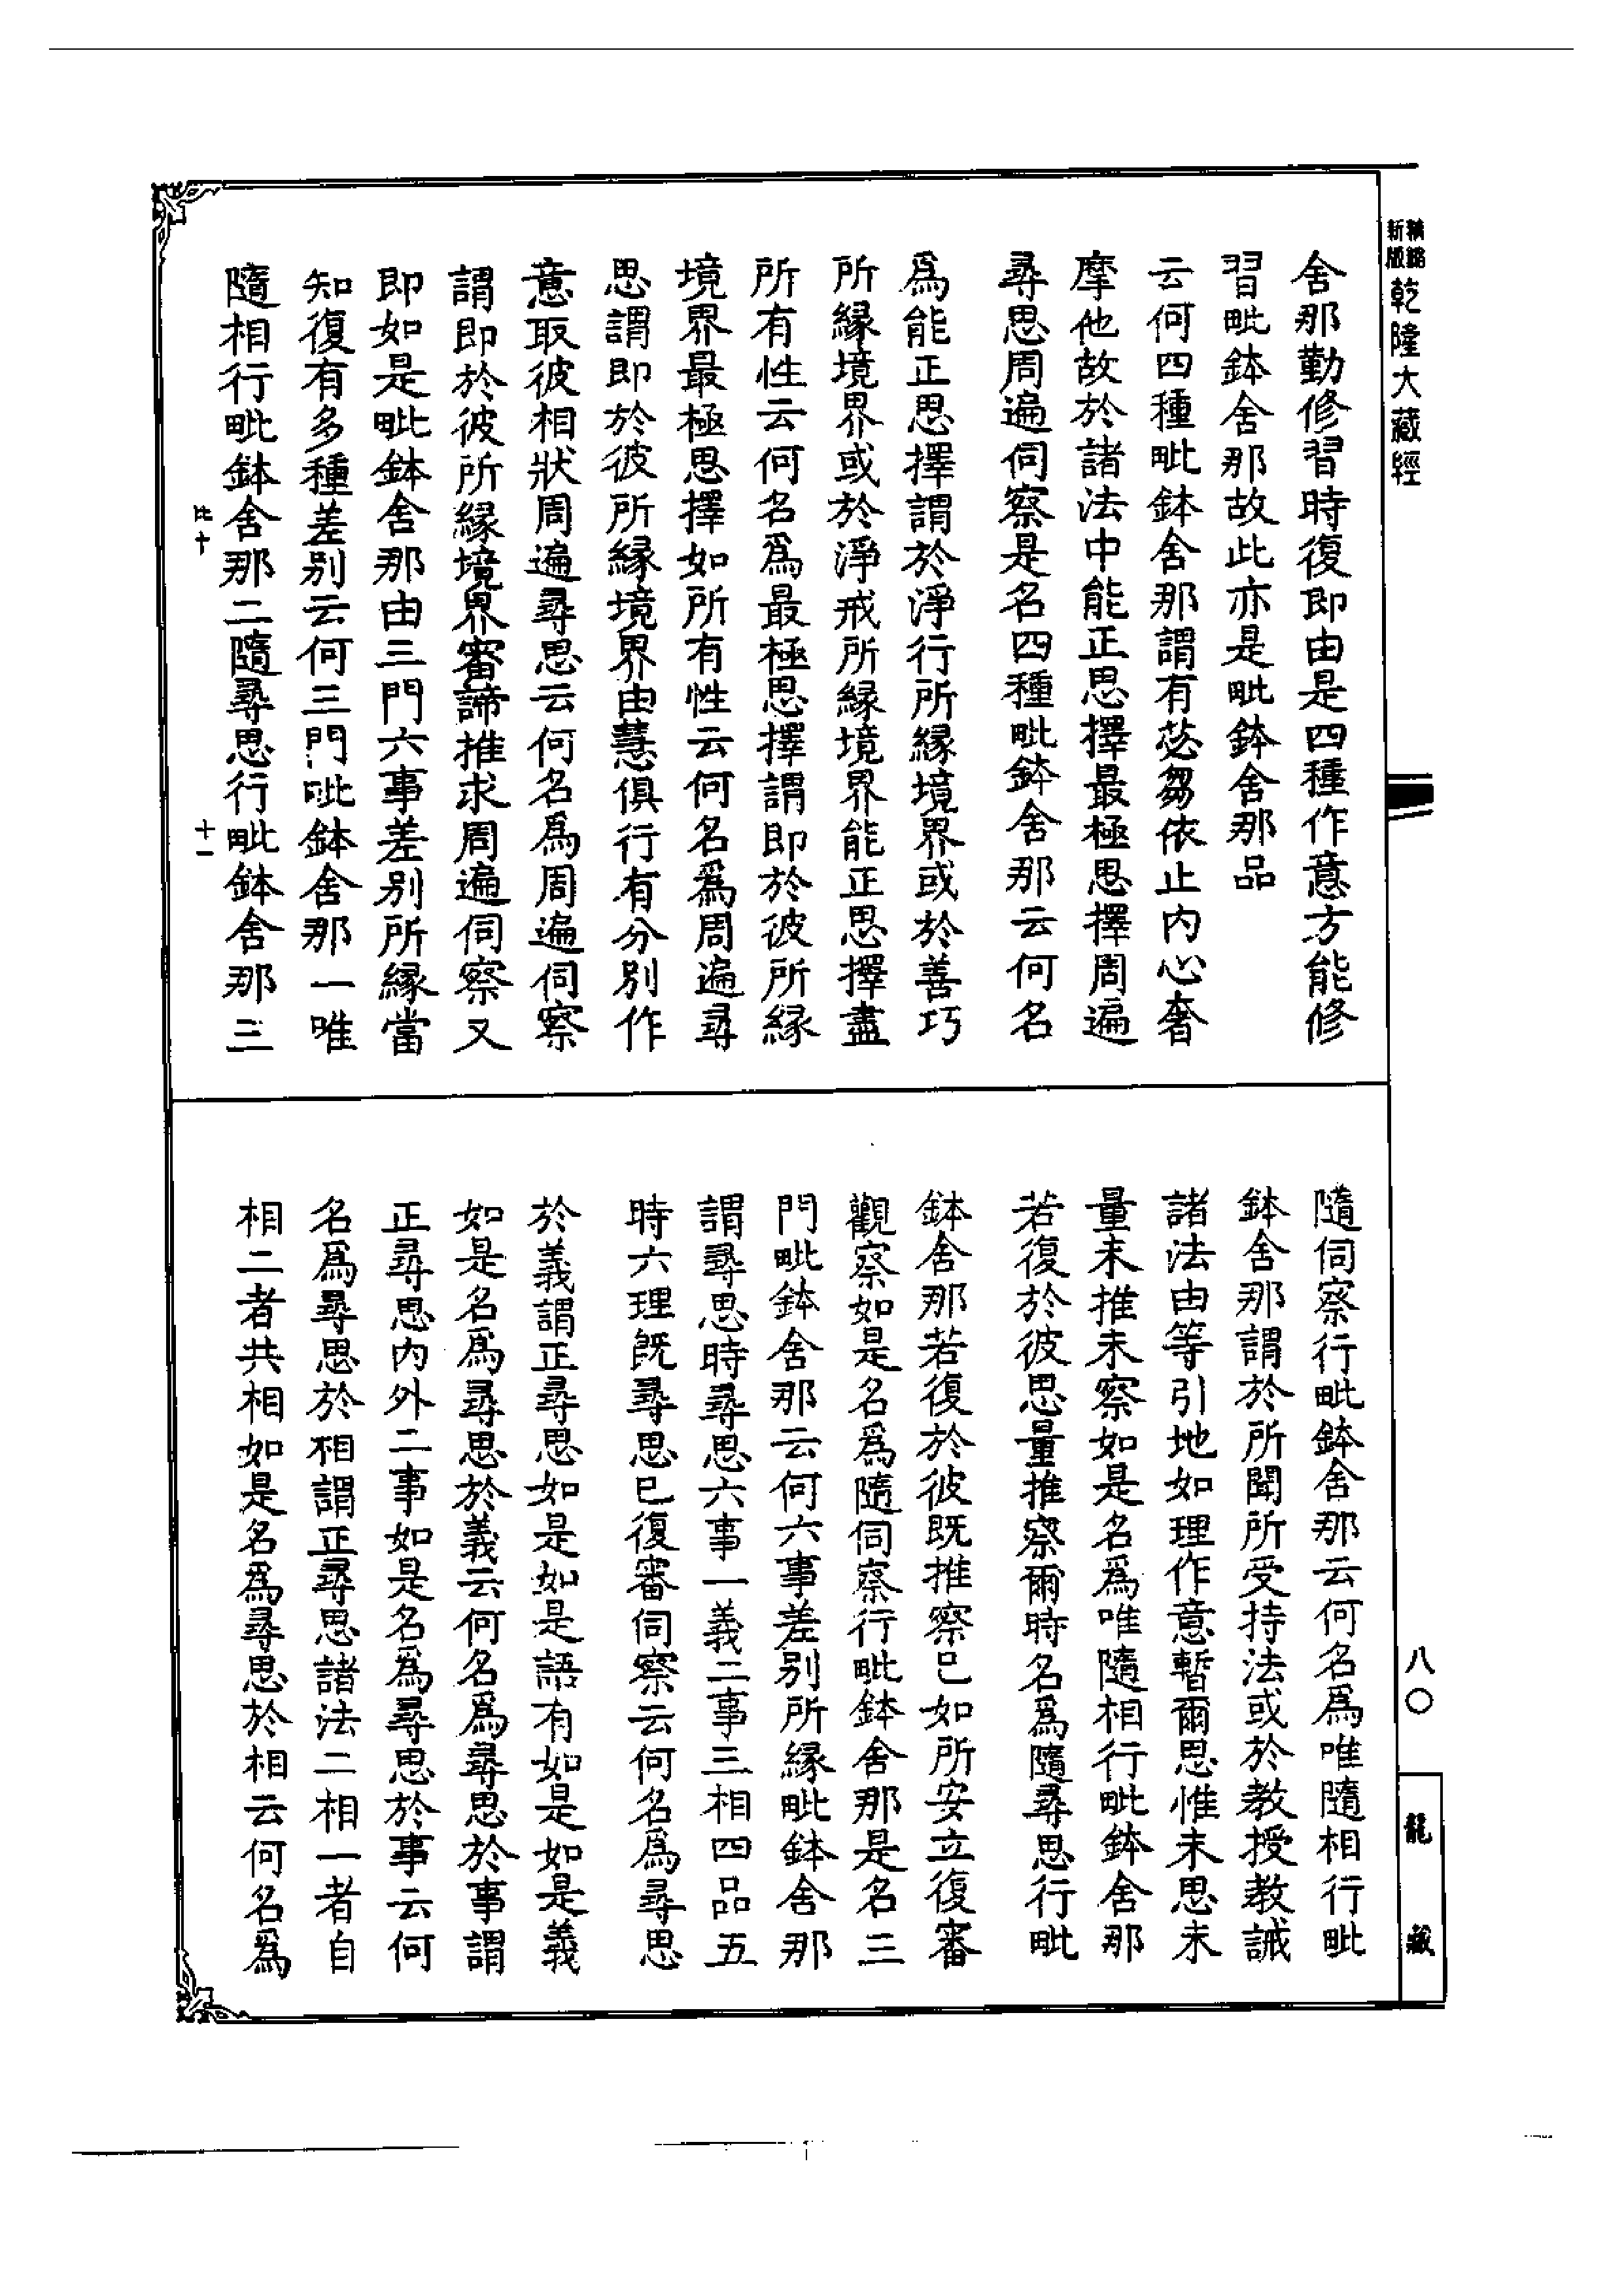 新版
乾隆大藏經
舍那勤修習時復即由是四種作意方能修
習毗鉢舍那故此亦是毗鉢舍那品
云何四種毗鉢舍那謂有苾芻依止内心奢
摩他故於諸法中能正思擇最極思擇周遍
尋思周遍伺察是名四種毗鉢舍那云何名
爲能正思擇謂於淨行所緣境界或於善巧
所緣境界或於淨戒所緣境界能正思擇盡
所有性云何名爲最極思擇謂即於彼所緣
境界最極思擇如所有性云何名爲周遍尋
思謂即於彼所緣境界由慧俱行有分別作
意取彼相狀周遍尋思云何名爲周遍伺察
謂即於彼所緣境界審諦推求周遍伺察又
即如是毗鉢舍那由三門六事差別所緣當
知復有多種差別云何三門毗鉢舍那一唯
隨相行毗鉢舍那二隨尋思行毗鉢舍那三
比十
十一
隨伺察行毗鉢舍那云何名爲唯隨相行毗
鉢舍那謂於所聞所受持法或於教授教誡
諸法由等引地如理作意暫爾思惟未思未
量未推未察如是名爲唯隨相行毗鉢舍那
若復於彼思量推察爾時名爲隨尋思行毗
鉢舍那若復於彼既推察已如所安立復審
觀察如是名爲隨伺察行毗鉢舍那是名三
門毗鉢舍那云何六事差別所緣毗鉢舍那
謂尋思時尋思六事一義二事三相四品五
時六理既尋思已復審伺察云何名爲尋思
於義謂正尋思如是如是語有如是如是義
如是名爲尋思於義云何名爲尋思於事謂
正尋思内外二事如是名爲尋思於事云何
名爲尋思於相謂正尋思諸法二相一者自
相二者共相如是名爲尋思於相云何名爲
八〇
龍藏